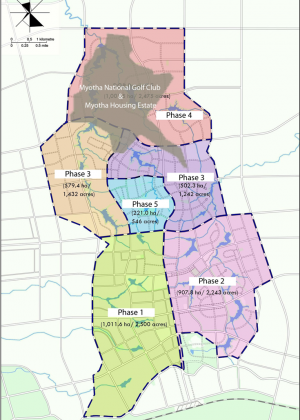 0 0.5 1 kilometre
0 0.25 0.5 mile
Myotha National Golf Club
&
Myotha Housing Estate
Phase 4
Phase 3
(579.4 ha/
1,432 acres)
Phase 3
(502.3 ha/
1,242 acres)
Phase 5
(221.0 ha/
546 acres)
Phase 2
(907.8 ha/ 2,243 acres)
Phase 1
(1,011.6 ha/ 2,500 acres)